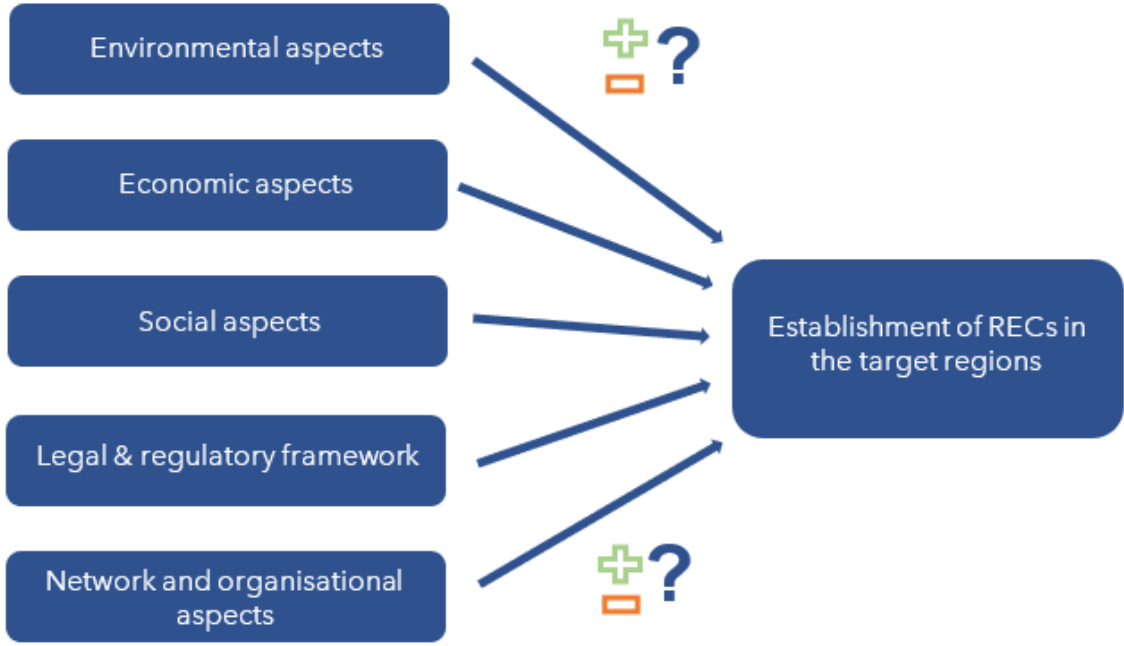 Environmental aspects
?
Economic aspects
Social aspects
Establishment of RECs in
the target regions
Legal & regulatory framework
Network and organisational
aspects
?